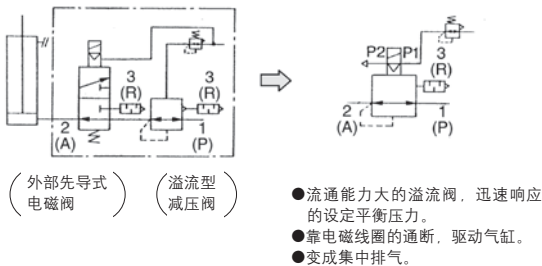 3
(R)
3
(R)
2
(A)
1
(P)
P2
P1
3
(R)
2
(A)
1
(P)
外部先导式
电磁阀
溢流型
减压阀
●流通能力大的溢流阀，迅速响应
的设定平衡压力。
●靠电磁线圈的通断，驱动气缸。
●变成集中排气。